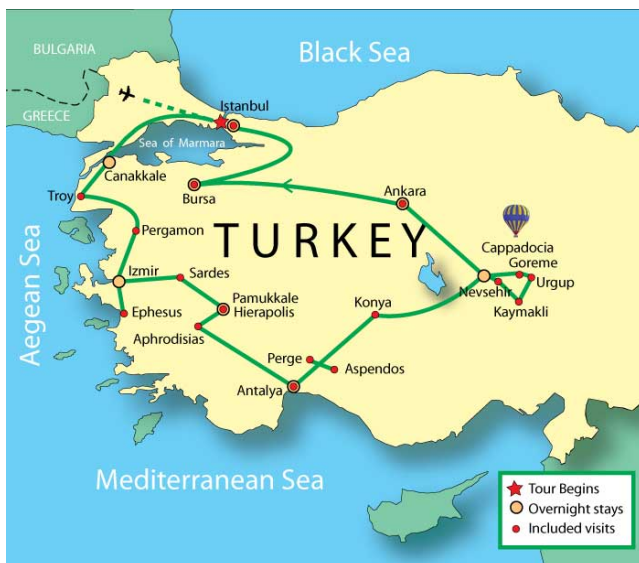 Black Sea
BULGARIA
GREECE
Istanbul
Sea of Marmara
Canakkale
Troy
Bursa
Ankara
Pergamon
TURKEY
Cappadocia
Goreme
Urgup
Nevsehir
Kaymakli
Aegean Sea
Izmir
Sardes
Pamukkale
Hierapolis
Konya
Ephesus
Aphrodisias
Perge
Aspendos
Antalya
Mediterranean Sea
Tour Begins
Overnight stays
Included visits